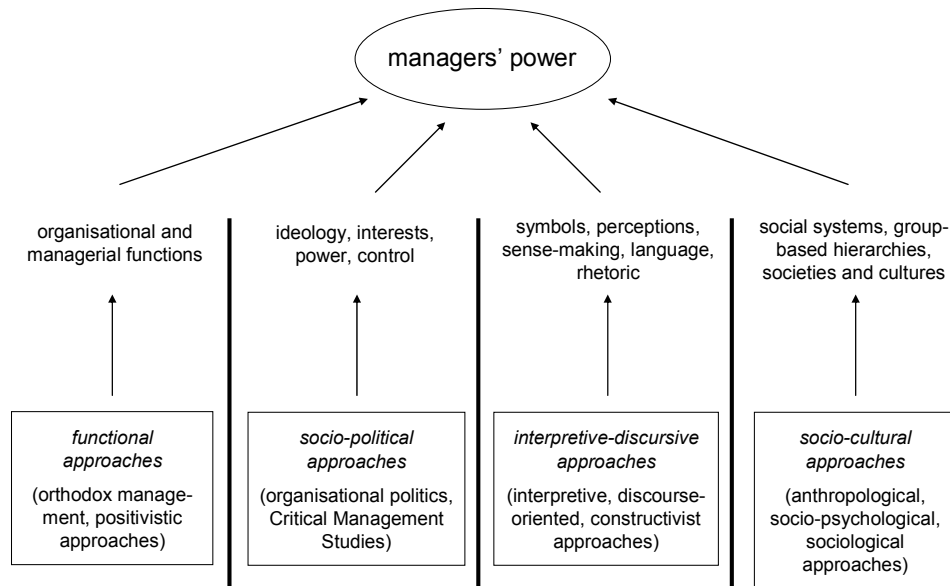 managers' power
organisational and
managerial functions
ideology, interests,
power, control
symbols, perceptions,
sense-making, language,
rhetoric
social systems, group-
based hierarchies,
societies and cultures
functional
approaches
(orthodox manage-
ment, positivistic
approaches)
socio-political
approaches
(organisational politics,
Critical Management
Studies)
interpretive-discursive
approaches
(interpretive, discourse-
oriented, constructivist
approaches)
socio-cultural
approaches
(anthropological,
socio-psychological,
sociological
approaches)